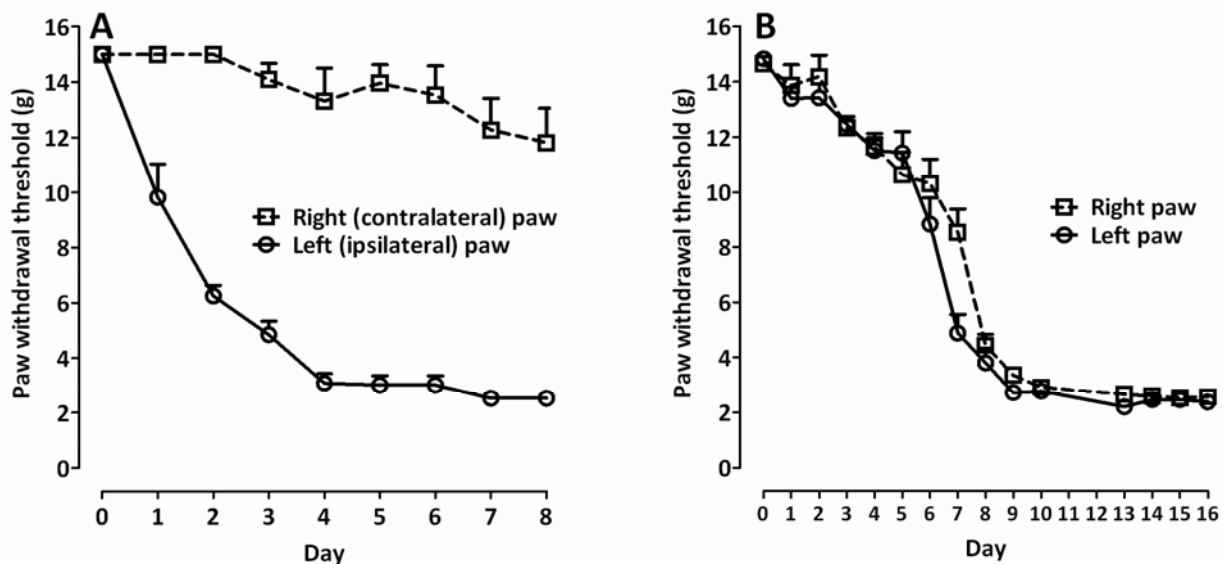 A
Paw withdrawal threshold (g)
16
14
12
10
8
6
4
2
0
Right (contralateral) paw
Left (ipsilateral) paw
0 1 2 3 4 5 6 7 8
Day
B
Paw withdrawal threshold (g)
16
14
12
10
8
6
4
2
0
Right paw
Left paw
0 1 2 3 4 5 6 7 8 9 10 11 12 13 14 15 16
Day